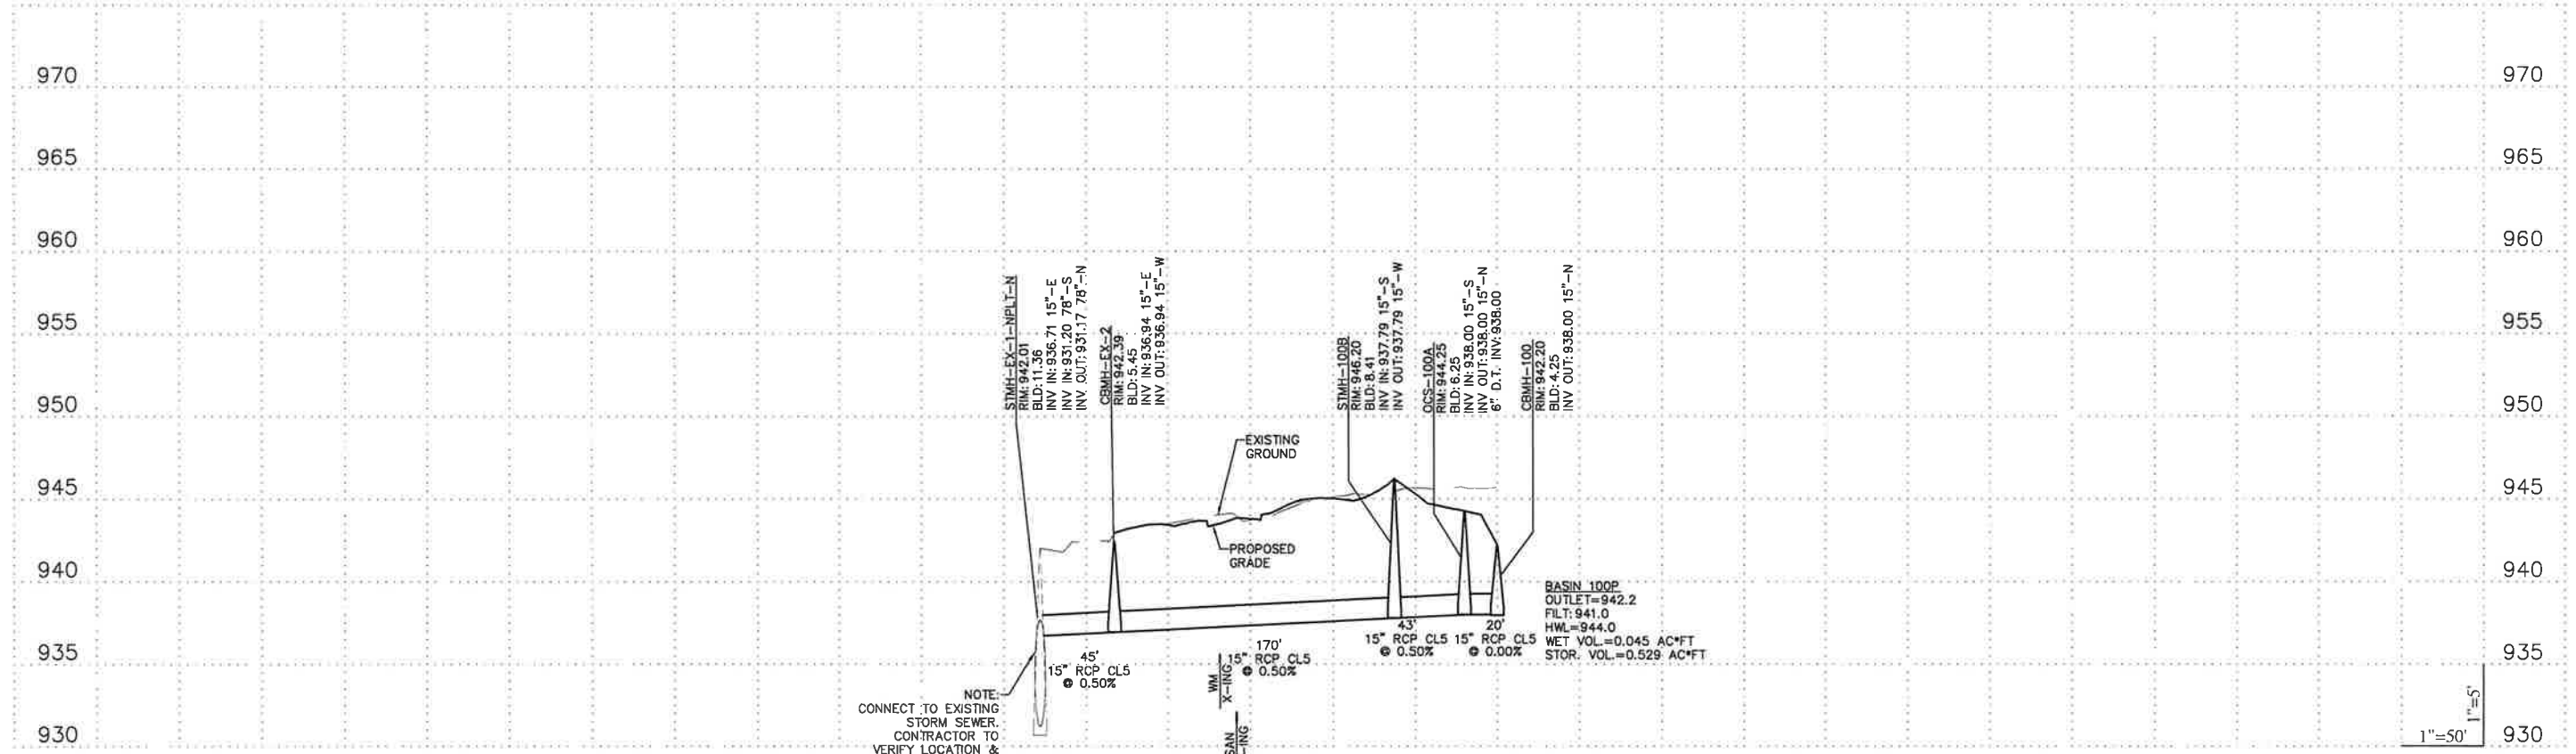 970
970
965
965
960
960
955
955
950
950
945
945
940
940
935
935
930
930
STMH-EX-1-NPLT-N
RIM:942.01
BLD:11.36
INV IN:936.71 15"-E
INV IN:931.20 78"-S
INV OUT:931.17 78"-N
CBMH-EX-2
RIM:942.39
BLD:5.45
INV IN:936.94 15"-E
INV OUT:936.94 15"-W
STMH-100B
RIM:946.20
BLD:8.41
INV IN:937.79 15"-S
INV OUT:937.79 15"-W
OCS-100A
RIM:944.25
BLD:6.25
INV IN:938.00 15"-S
INV OUT:938.00 15"-N
6" D.T. INV:938.00
CBMH-100
RIM:942.20
BLD:4.25
INV OUT:938.00 15"-N
EXISTING
GROUND
PROPOSED
GRADE
BASIN 100P
OUTLET=942.2
FILT:941.0
HWL=944.0
WET VOL.=0.045 AC*FT
STOR. VOL.=0.529 AC*FT
45'
15" RCP CL5
@ 0.50%
170'
15" RCP CL5
@ 0.50%
43'
15" RCP CL5
@ 0.50%
20'
15" RCP CL5
@ 0.00%
WM
X-ING
SAN
-ING
NOTE:
CONNECT TO EXISTING
STORM SEWER.
CONTRACTOR TO
VERIFY LOCATION &
1"=5'
1"=50'